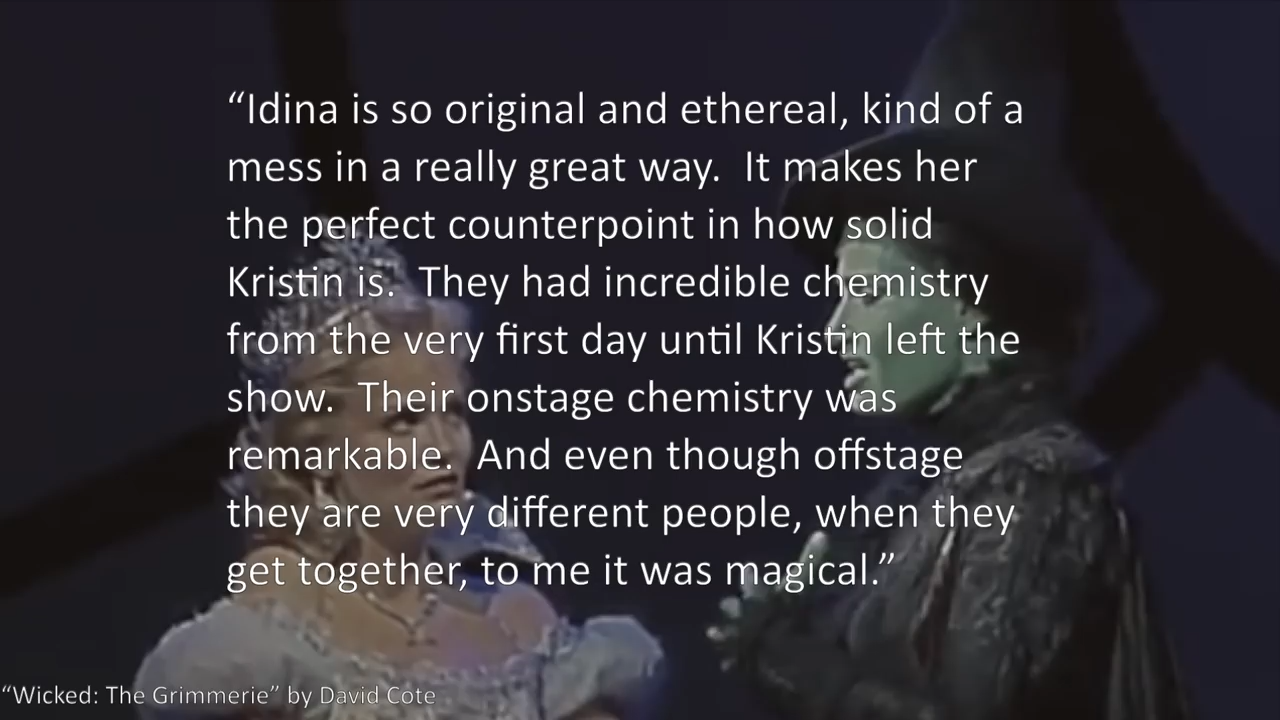 “Idina is so original and ethereal, kind of a
mess in a really great way.  It makes her
the perfect counterpoint in how solid
Kristin is.  They had incredible chemistry
from the very first day until Kristin left the
show.  Their onstage chemistry was
remarkable.  And even though offstage
they are very different people, when they
get together, to me it was magical.”
“Wicked: The Grimmerie” by David Cote